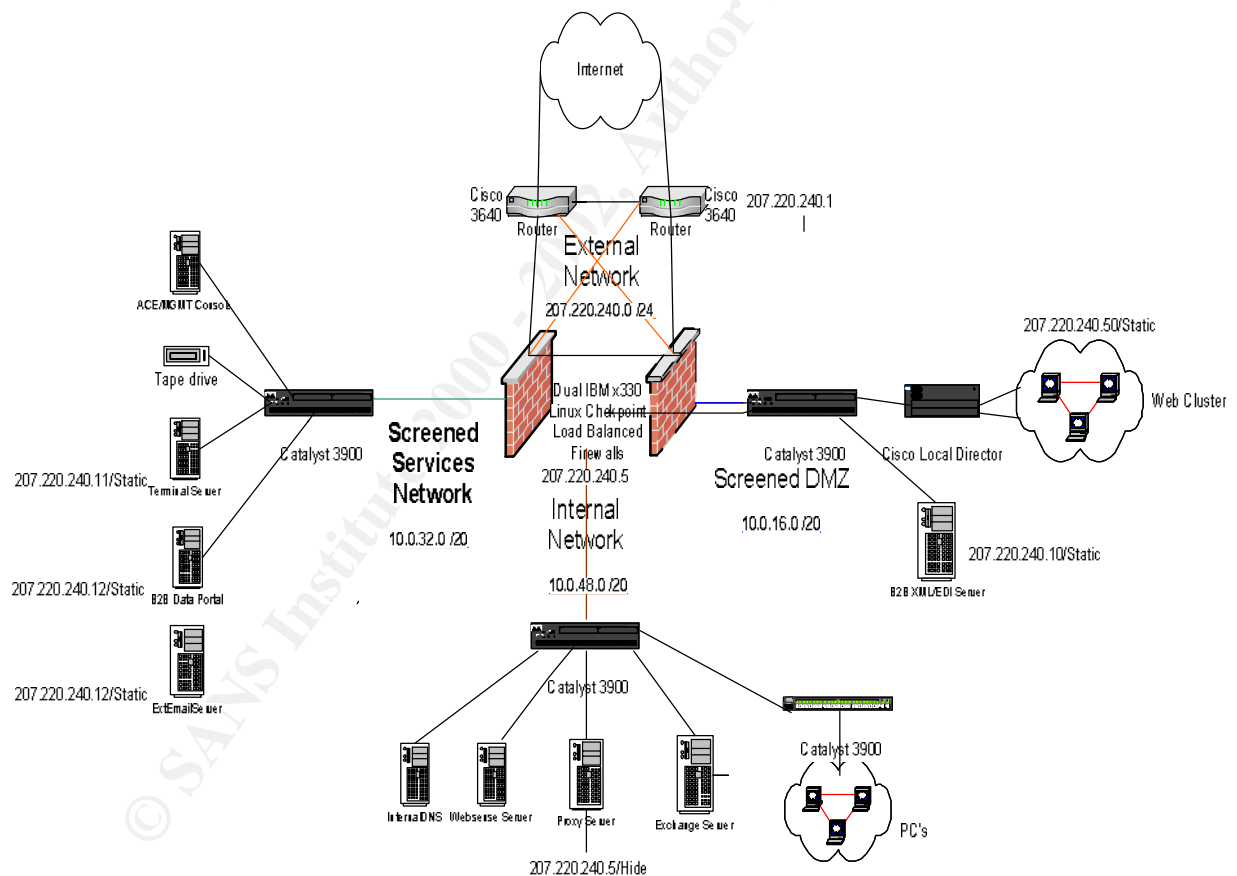 Internet
Cisco
3640
Router
Cisco
3640
Router
207.220.240.1
External
Network
207.220.240.0 /24
ACE/MGMT Console
Tape drive
Catalyst 3900
207.220.240.11/Static
Terminal Server
207.220.240.12/Static
B2B Data Portal
207.220.240.12/Static
ExtEmailServer
Screened
Services
Network
10.0.32.0 /20
Dual IBM x330
Linux Chekpoint
Load Balanced
Firewalls
207.220.240.5
Internal
Network
10.0.48.0 /20
Catalyst 3900
Screened DMZ
10.0.16.0 /20
Cisco Local Director
207.220.240.50/Static
Web Cluster
207.220.240.10/Static
B2B XML/EDI Server
Catalyst 3900
Catalyst 3900
PC's
InternalDNS
Websense Server
Proxy Server
Exchange Server
207.220.240.5/Hide
© SANS Institute 2000 - 2002, Author